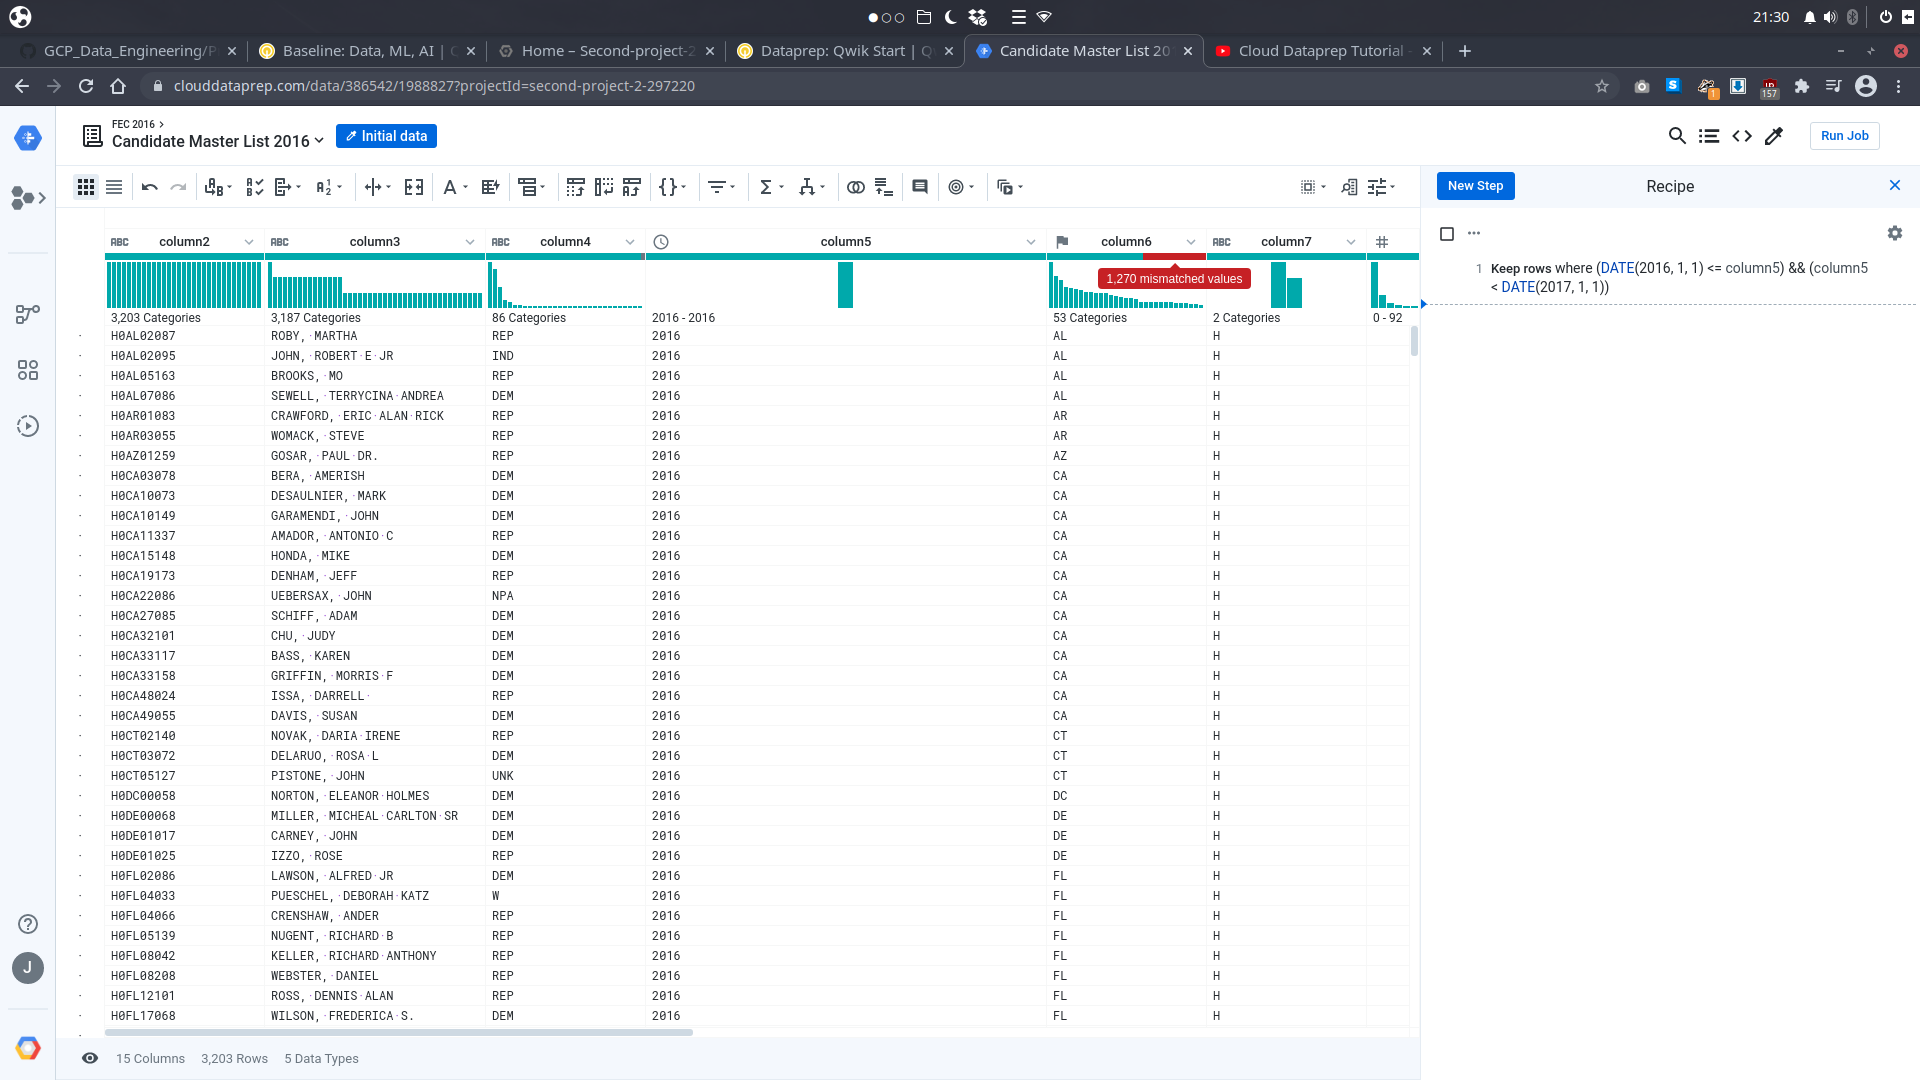 21:30
GCP_Data_Engineering/P
Baseline: Data, ML, AI |
Home – Second-project-2
Dataprep: Qwik Start |
Candidate Master List 20
Cloud Dataprep Tutorial
clouddataprep.com/data/386542/1988827?projectId=second-project-2-297220
1
157
FEC 2016
Candidate Master List 2016
Initial data
Run Job
New Step
Recipe
1 Keep rows where (DATE(2016, 1, 1) <= column5) && (column5
< DATE(2017, 1, 1))
ABC column2 ABC column3 ABC column4 column5 column6 ABC column7 #
1,270 mismatched values
3,203 Categories 3,187 Categories 86 Categories 2016 - 2016 53 Categories 2 Categories 0 - 92
H0AL02087 ROBY, MARTHA REP 2016 AL H
H0AL02095 JOHN, ROBERT E JR IND 2016 AL H
H0AL05163 BROOKS, MO REP 2016 AL H
H0AL07086 SEWELL, TERRYCINA ANDREA DEM 2016 AL H
H0AR01083 CRAWFORD, ERIC ALAN RICK REP 2016 AR H
H0AR03055 WOMACK, STEVE REP 2016 AR H
H0AZ01259 GOSAR, PAUL DR. REP 2016 AZ H
H0CA03078 BERA, AMERISH DEM 2016 CA H
H0CA10073 DESAULNIER, MARK DEM 2016 CA H
H0CA10149 GARAMENDI, JOHN DEM 2016 CA H
H0CA11337 AMADOR, ANTONIO C REP 2016 CA H
H0CA15148 HONDA, MIKE DEM 2016 CA H
H0CA19173 DENHAM, JEFF REP 2016 CA H
H0CA22086 UEBERSAX, JOHN NPA 2016 CA H
H0CA27085 SCHIFF, ADAM DEM 2016 CA H
H0CA32101 CHU, JUDY DEM 2016 CA H
H0CA33117 BASS, KAREN DEM 2016 CA H
H0CA33158 GRIFFIN, MORRIS F DEM 2016 CA H
H0CA48024 ISSA, DARRELL REP 2016 CA H
H0CA49055 DAVIS, SUSAN DEM 2016 CA H
H0CT02140 NOVAK, DARIA IRENE REP 2016 CT H
H0CT03072 DELARUO, ROSA L DEM 2016 CT H
H0CT05127 PISTONE, JOHN UNK 2016 CT H
H0DC00058 NORTON, ELEANOR HOLMES DEM 2016 DC H
H0DE00068 MILLER, MICHEAL CARLTON SR DEM 2016 DE H
H0DE01017 CARNEY, JOHN DEM 2016 DE H
H0DE01025 IZZO, ROSE REP 2016 DE H
H0FL02086 LAWSON, ALFRED JR DEM 2016 FL H
H0FL04033 PUESCHEL, DEBORAH KATZ W 2016 FL H
H0FL04066 CRENSHAW, ANDER REP 2016 FL H
H0FL05139 NUGENT, RICHARD B REP 2016 FL H
H0FL08042 KELLER, RICHARD ANTHONY REP 2016 FL H
H0FL08208 WEBSTER, DANIEL REP 2016 FL H
H0FL12101 ROSS, DENNIS ALAN REP 2016 FL H
H0FL17068 WILSON, FREDERICA S. DEM 2016 FL H
J
15 Columns 3,203 Rows 5 Data Types